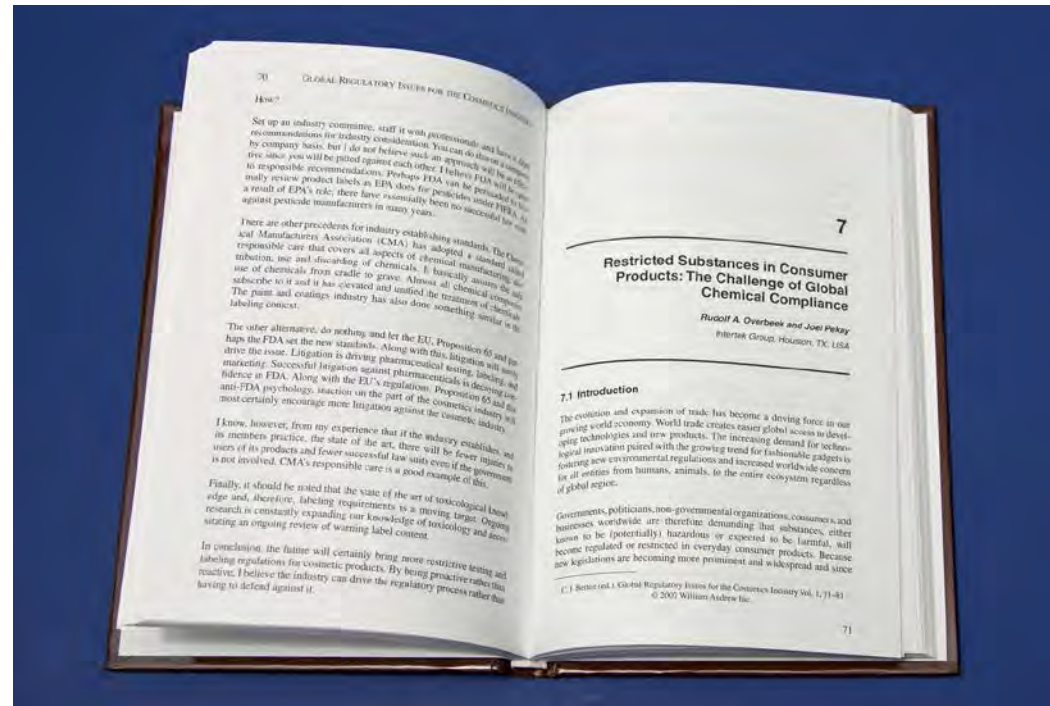 70 GLOBAL REGULATORY ISSUES FOR THE COSMETICS INDUSTRY
How?
Set up an industry committee, staff it with professionals and have it draft
recommendations for industry consideration. You can do this on a company
by company basis, but I do not believe such an approach will be as effec-
tive since you will be pitted against each other. I believe FDA will be open
to responsible recommendations. Perhaps FDA can be persuaded to
mally review product labels as EPA does for pesticides under FIFRA. As
a result of EPA's role, there have essentially been no successful law suits
against pesticide manufacturers in many years.
There are other precedents for industry establishing standards. The Chem-
ical Manufacturers Association (CMA) has adopted a standard called
responsible care that covers all aspects of chemical manufacturing, dis-
tribution, use and discarding of chemicals. It basically assures the safe
use of chemicals from cradle to grave. Almost all chemical companies
subscribe to it and it has elevated and unified the treatment of chemicals.
The paint and coatings industry has also done something similar in the
labeling context.
The other alternative, do nothing and let the EU, Proposition 65 and per-
haps the FDA set the new standards. Along with this, litigation will surely
drive the issue. Litigation is driving pharmaceutical testing, labeling, and
marketing. Successful litigation against pharmaceuticals is decaying con-
fidence in FDA. Along with the EU's regulations, Proposition 65 and this
anti-FDA psychology, inaction on the part of the cosmetics industry will
most certainly encourage more litigation against the cosmetic industry.
I know, however, from my experience that if the industry establishes, and
its members practice, the state of the art, there will be fewer injuries to
users of its products and fewer successful law suits even if the government
is not involved. CMA's responsible care is a good example of this.
Finally, it should be noted that the state of the art of toxicological knowl-
edge and, therefore, labeling requirements is a moving target. Ongoing
research is constantly expanding our knowledge of toxicology and neces-
sitating an ongoing review of warning label content.
In conclusion, the future will certainly bring more restrictive testing and
labeling regulations for cosmetic products. By being proactive rather than
reactive, I believe the industry can drive the regulatory process rather than
having to defend against it.
7
Restricted Substances in Consumer
Products: The Challenge of Global
Chemical Compliance
Rudolf A. Overbeek and Joel Pekay
Intertek Group, Houston, TX, USA
7.1 Introduction
The evolution and expansion of trade has become a driving force in our
growing world economy. World trade creates easier global access to devel-
oping technologies and new products. The increasing demand for techno-
logical innovation paired with the growing trend for fashionable gadgets is
fostering new environmental regulations and increased worldwide concern
for all entities from humans, animals, to the entire ecosystem regardless
of global region.
Governments, politicians, non-governmental organizations, consumers, and
businesses worldwide are therefore demanding that substances, either
known to be (potentially) hazardous or expected to be harmful, will
become regulated or restricted in everyday consumer products. Because
new legislations are becoming more prominent and widespread and since
(ed.), Global Regulatory Issues for the Cosmetics Industry Vol. 1, 71–81
© 2007 William Andrew Inc.
71